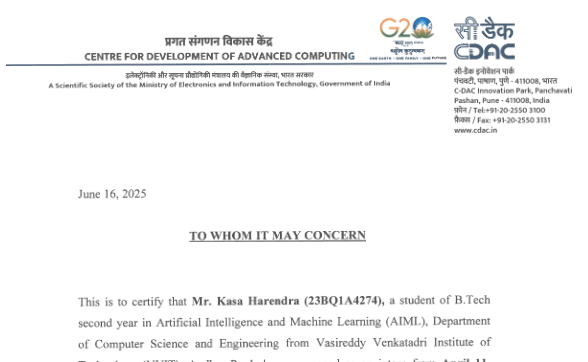 प्रगत संगणन विकास केंद्र
CENTRE FOR DEVELOPMENT OF ADVANCED COMPUTING
इलेक्ट्रॉनिकी और सूचना प्रौद्योगिकी मंत्रालय की वैज्ञानिक संस्था, भारत सरकार
A Scientific Society of the Ministry of Electronics and Information Technology, Government of India
G20
वसुधैव कुटुम्बकम्
ONE EARTH • ONE FAMILY • ONE FUTURE
सी डैक
CDAC
सी-डैक इनोवेशन पार्क
पंचवटी, पाषाण, पुणे - 411008, भारत
C-DAC Innovation Park, Panchavati
Pashan, Pune - 411008, India
फ़ोन / Tel:+91-20-2550 3100
फ़ैक्स / Fax: +91-20-2550 3131
www.cdac.in
June 16, 2025
TO WHOM IT MAY CONCERN
This is to certify that Mr. Kasa Harendra (23BQ1A4274), a student of B.Tech
second year in Artificial Intelligence and Machine Learning (AIML), Department
of Computer Science and Engineering from Vasireddy Venkatadri Institute of